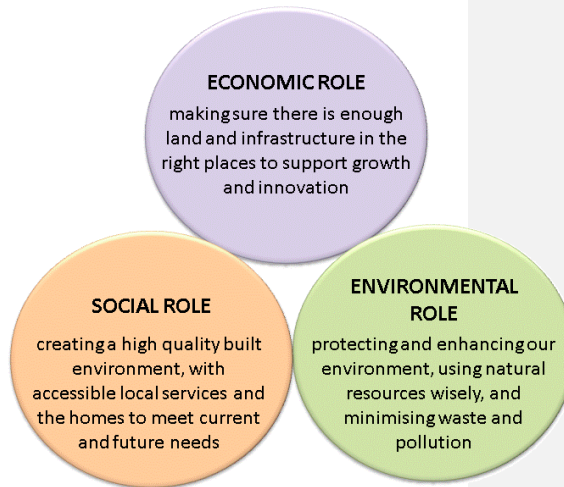 ECONOMIC ROLE
making sure there is enough
land and infrastructure in the
right places to support growth
and innovation
SOCIAL ROLE
creating a high quality built
environment, with
accessible local services and
the homes to meet current
and future needs
ENVIRONMENTAL
ROLE
protecting and enhancing our
environment, using natural
resources wisely, and
minimising waste and
pollution